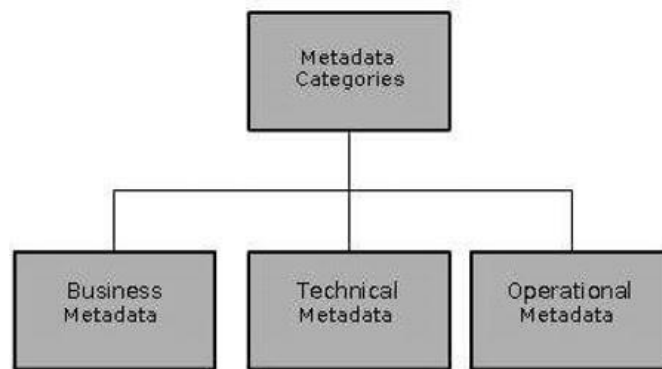 Metadata
Categories
Business
Metadata
Technical
Metadata
Operational
Metadata